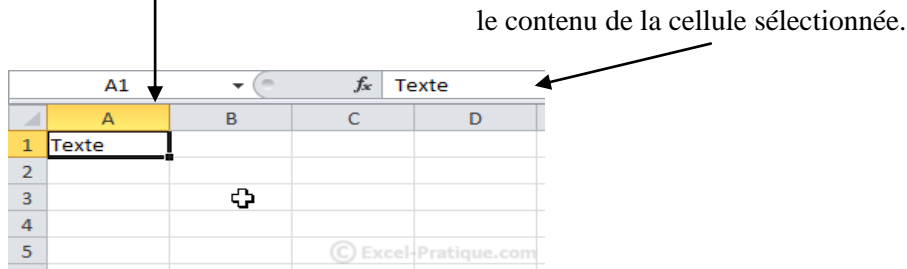 le contenu de la cellule sélectionnée.
A1 fx Texte
A B C D
1 Texte
2
3
4
5 © Excel-Pratique.com